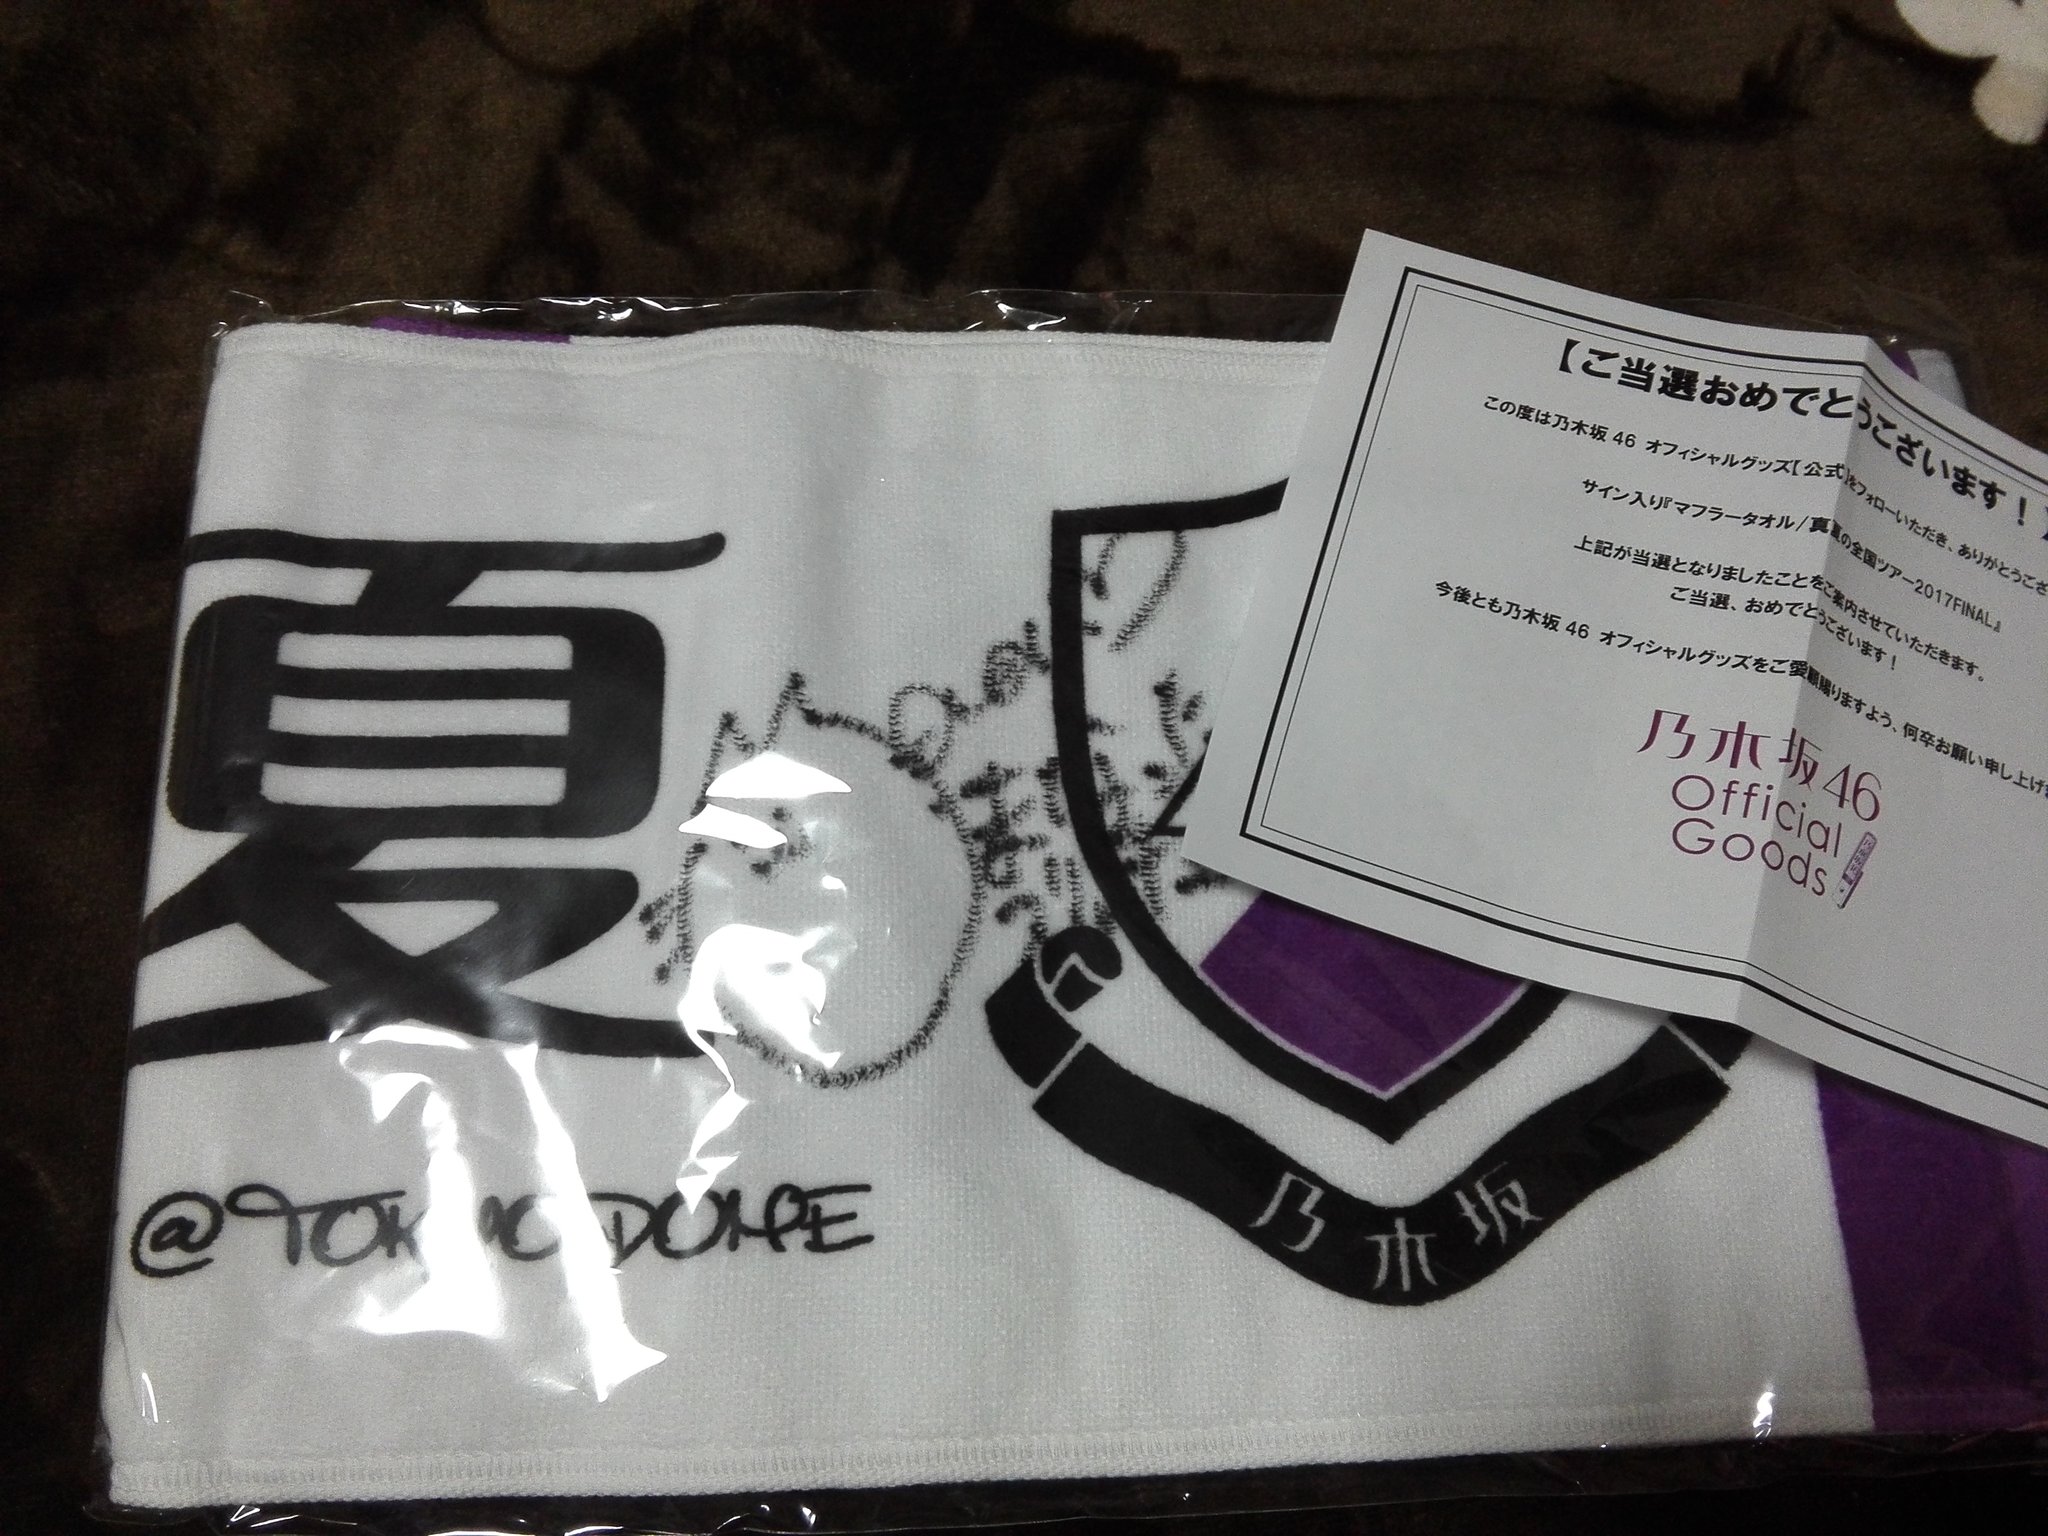 夏
@TOKYO DOME
乃木坂
【ご当選おめでとうございます！】
この度は乃木坂46 オフィシャルグッズ【公式】をフォローいただき、ありがとうござ
サイン入り『マフラータオル/真夏の全国ツアー2017FINAL』
上記が当選となりましたことをご案内させていただきます。
ご当選、おめでとうございます！
今後とも乃木坂46 オフィシャルグッズをご愛顧賜りますよう、何卒お願い申し上げ
乃木坂46
Official
Goods